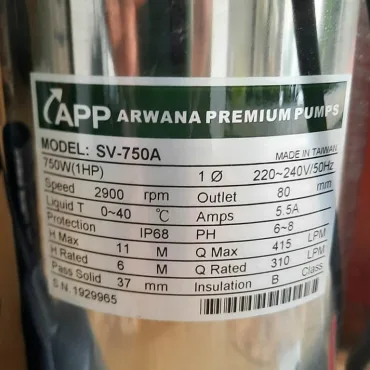 APP ARWANA PREMIUM PUMPS
MODEL: SV-750A MADE IN TAIWAN
750W(1HP) 1 Ø 220~240V/50Hz
Speed 2900 rpm Outlet 80 mm
Liquid T 0~40 ℃ Amps 5.5A
Protection IP68 PH 6~8
H Max 11 M Q Max 415 LPM
H Rated 6 M Q Rated 310 LPM
Pass Solid 37 mm Insulation B Class
S.N. 1929965